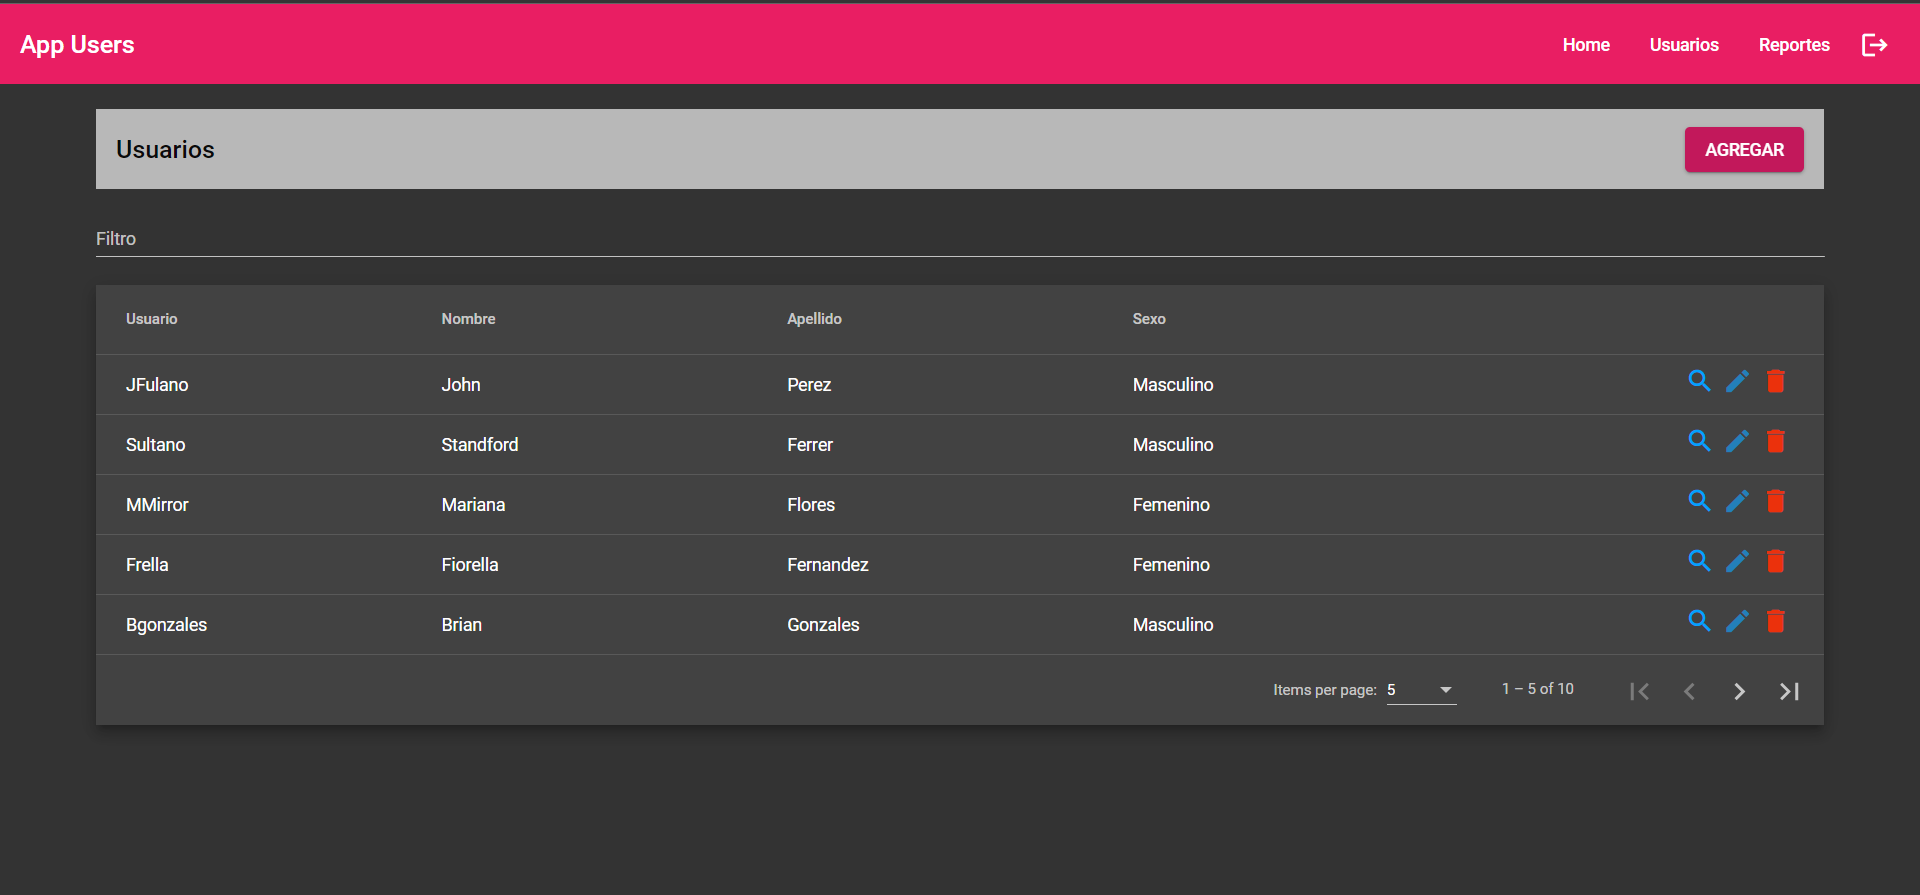 App Users Home Usuarios Reportes
Usuarios AGREGAR
Filtro
Usuario Nombre Apellido Sexo
JFulano John Perez Masculino
Sultano Standford Ferrer Masculino
MMirror Mariana Flores Femenino
Frella Fiorella Fernandez Femenino
Bgonzales Brian Gonzales Masculino
Items per page: 5 1 – 5 of 10